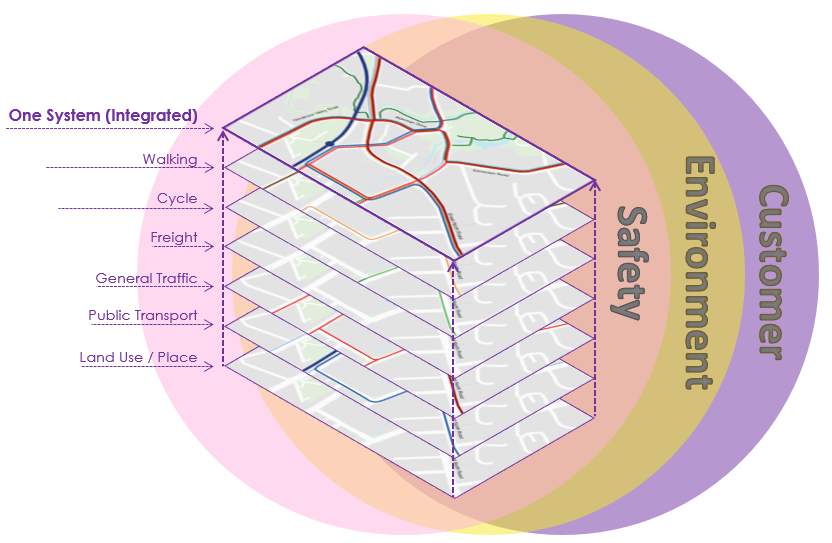 One System (Integrated)
Walking
Cycle
Freight
General Traffic
Public Transport
Land Use / Place
Safety
Environment
Customer